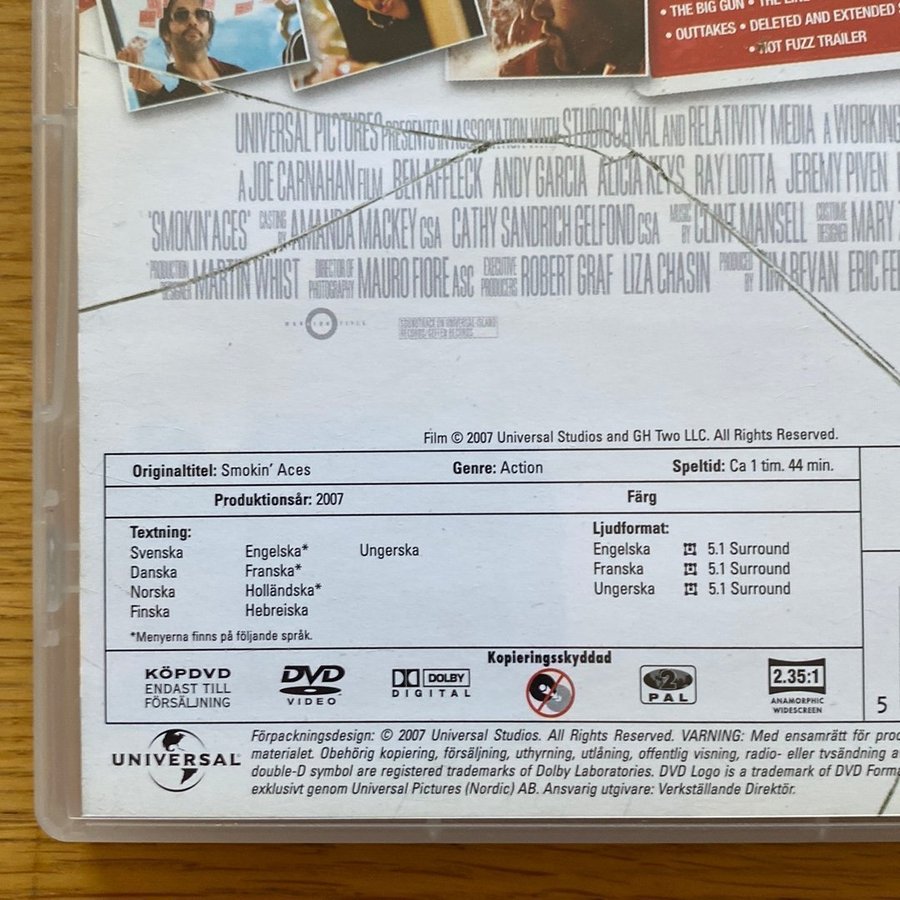 • THE BIG GUN • THE
• OUTTAKES • DELETED AND EXTENDED
• HOT FUZZ TRAILER
UNIVERSAL PICTURES PRESENTS IN ASSOCIATION WITH STUDIOCANAL AND RELATIVITY MEDIA A WORKING
A JOE CARNAHAN FILM BEN AFFLECK ANDY GARCIA ALICIA KEYS RAY LIOTTA JEREMY PIVEN
'SMOKIN' ACES' CASTING BY AMANDA MACKEY CSA CATHY SANDRICH GELFOND CSA MUSIC BY CLINT MANSELL COSTUME DESIGNER MARY
PRODUCTION DESIGNER MARTIN WHIST DIRECTOR OF PHOTOGRAPHY MAURO FIORE ASC EXECUTIVE PRODUCERS ROBERT GRAF LIZA CHASIN PRODUCED BY TIM BEVAN ERIC
SOUNDTRACK ON UNIVERSAL ISLAND
RECORDS/GEFFEN RECORDS
Film © 2007 Universal Studios and GH Two LLC. All Rights Reserved.
Originaltitel: Smokin' Aces Genre: Action Speltid: Ca 1 tim. 44 min.
Produktionsår: 2007 Färg
Textning:
Svenska Engelska* Ungerska
Danska Franska*
Norska Holländska*
Finska Hebreiska
*Menyerna finns på följande språk.
Ljudformat:
Engelska 5.1 Surround
Franska 5.1 Surround
Ungerska 5.1 Surround
KÖPDVD
ENDAST TILL
FÖRSÄLJNING
DVD
VIDEO
DOLBY
DIGITAL
Kopieringsskyddad
2
PAL
2.35:1
ANAMORPHIC
WIDESCREEN
5
UNIVERSAL
Förpackningsdesign: © 2007 Universal Studios. All Rights Reserved. VARNING: Med ensamrätt för
materialet. Obehörig kopiering, försäljning, uthyrning, utlåning, offentlig visning, radio- eller tvsändning
double-D symbol are registered trademarks of Dolby Laboratories. DVD Logo is a trademark of DVD
exklusivt genom Universal Pictures (Nordic) AB. Ansvarig utgivare: Verkställande Direktör.